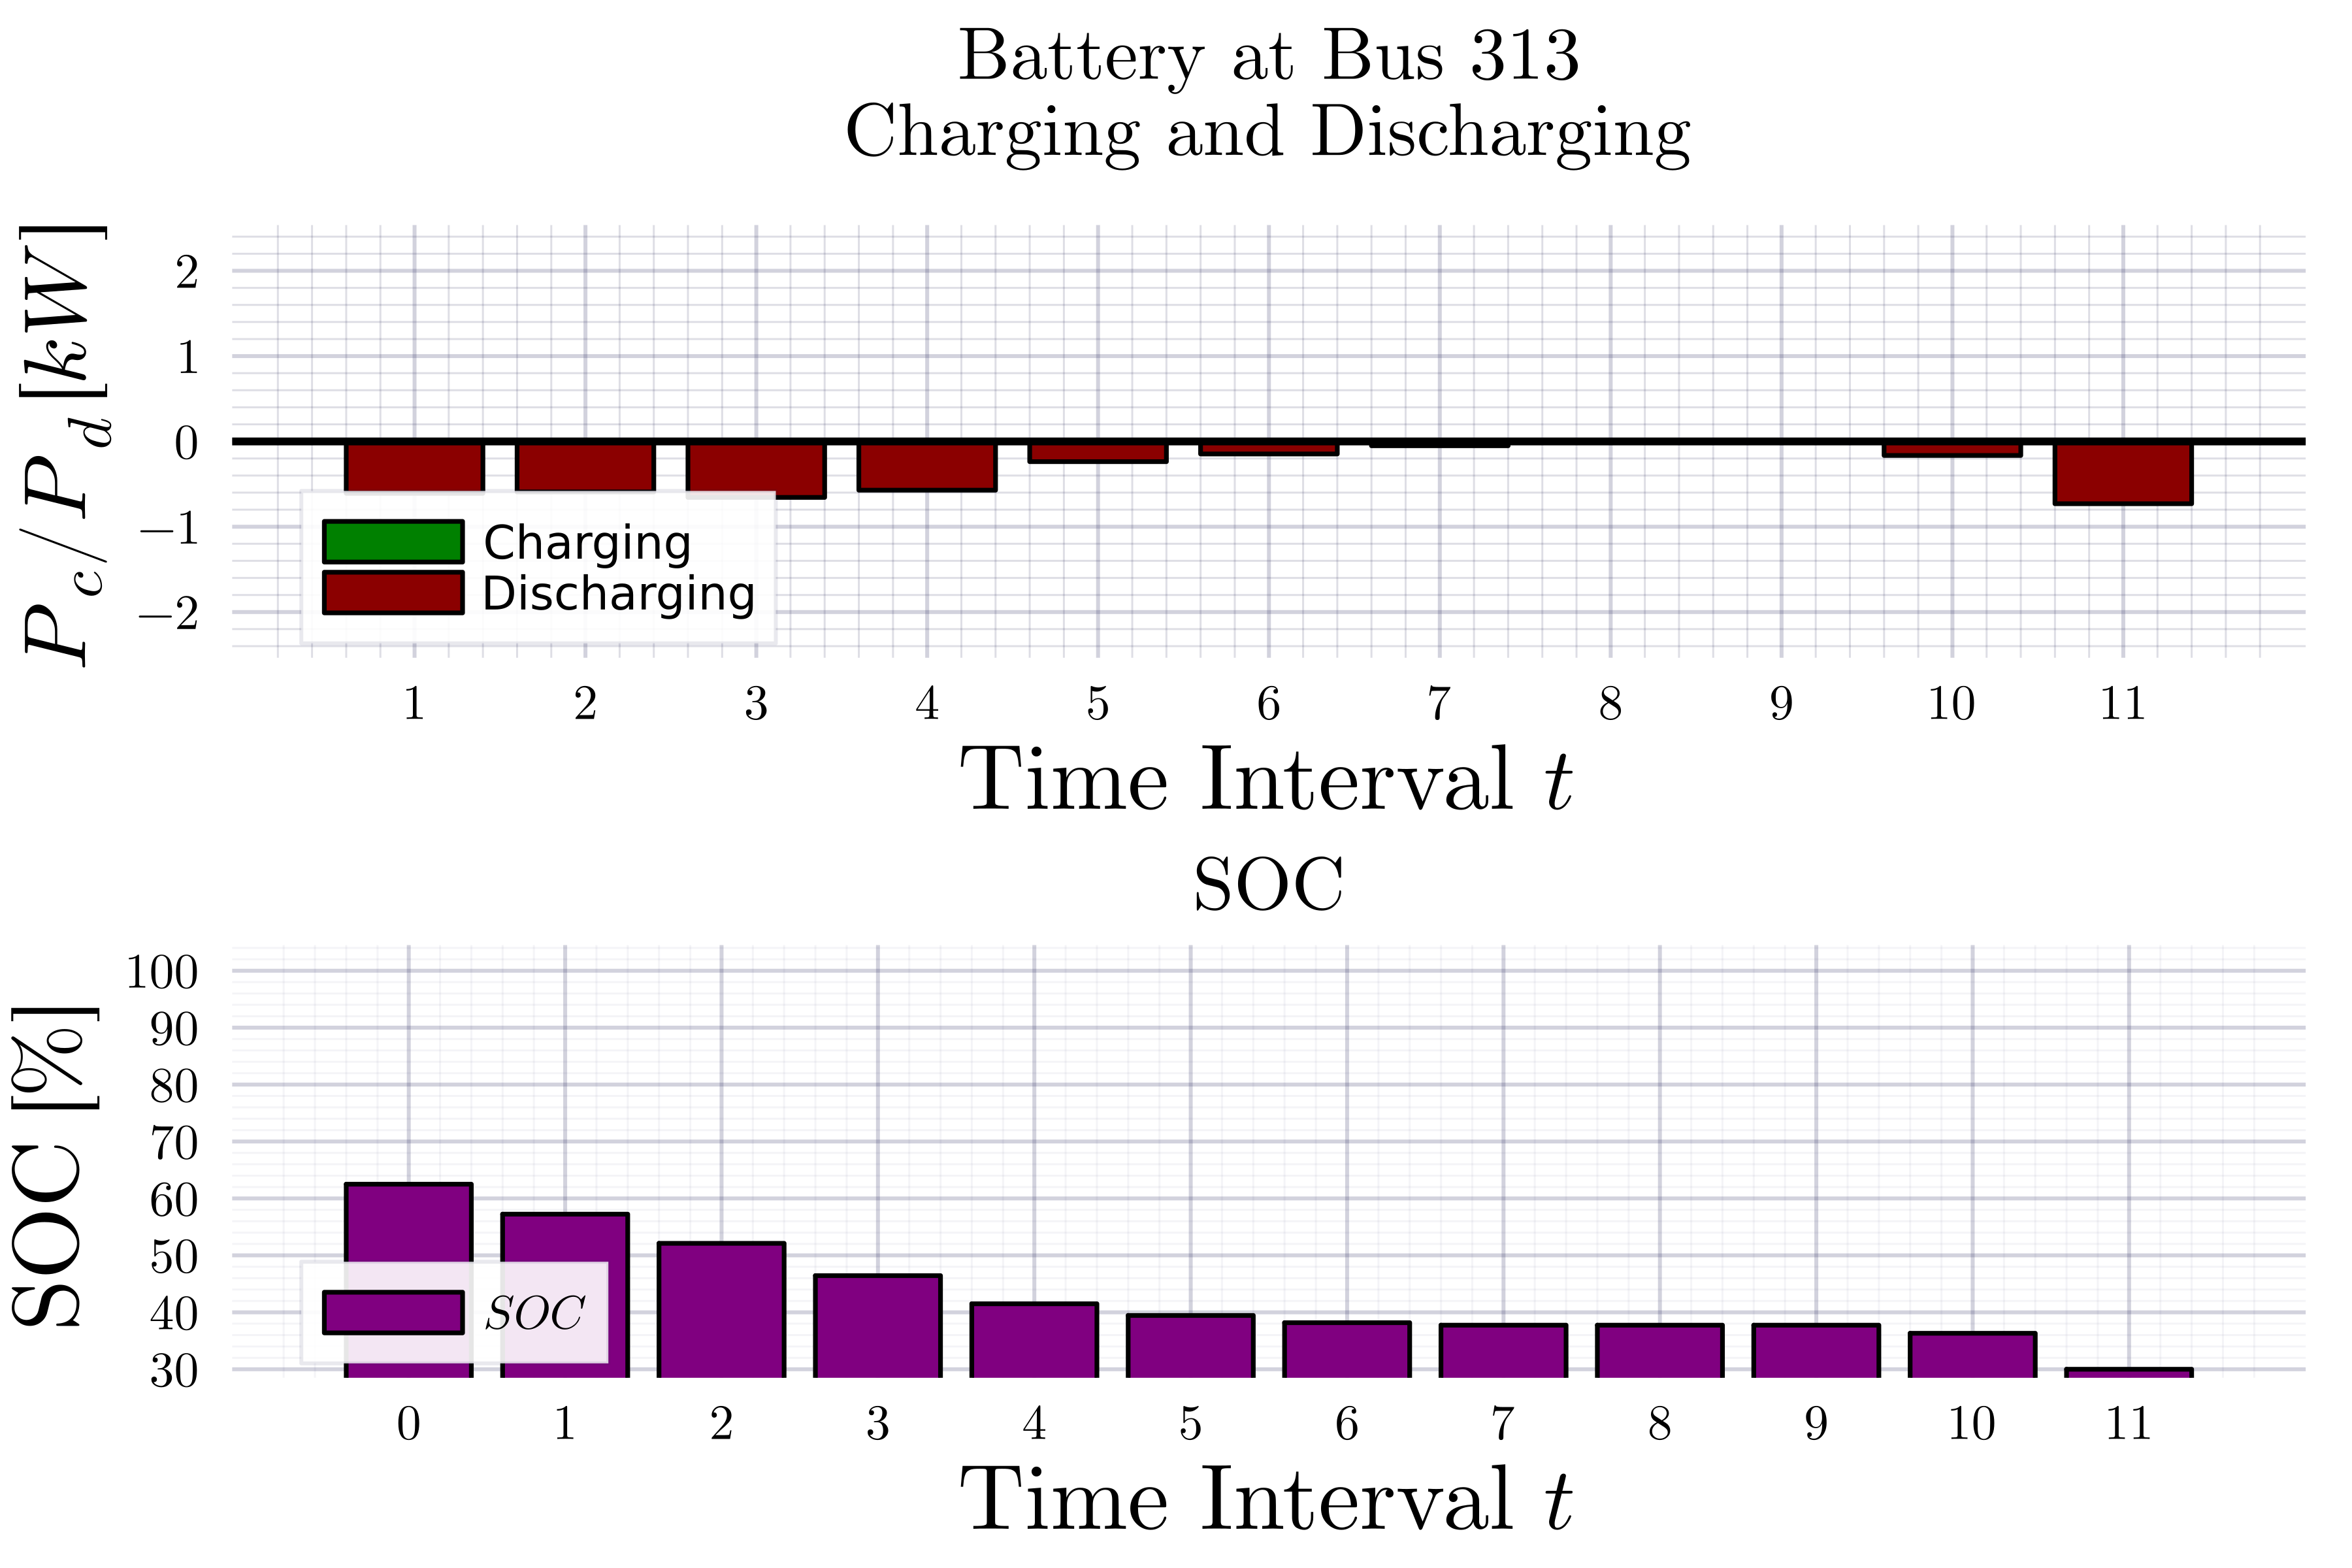 Battery at Bus 313
Charging and Discharging
P_c/P_d [kW]
2
1
0
−1
−2
Charging
Discharging
1 2 3 4 5 6 7 8 9 10 11
Time Interval t
SOC
SOC [%]
100
90
80
70
60
50
40
30
SOC
0 1 2 3 4 5 6 7 8 9 10 11
Time Interval t